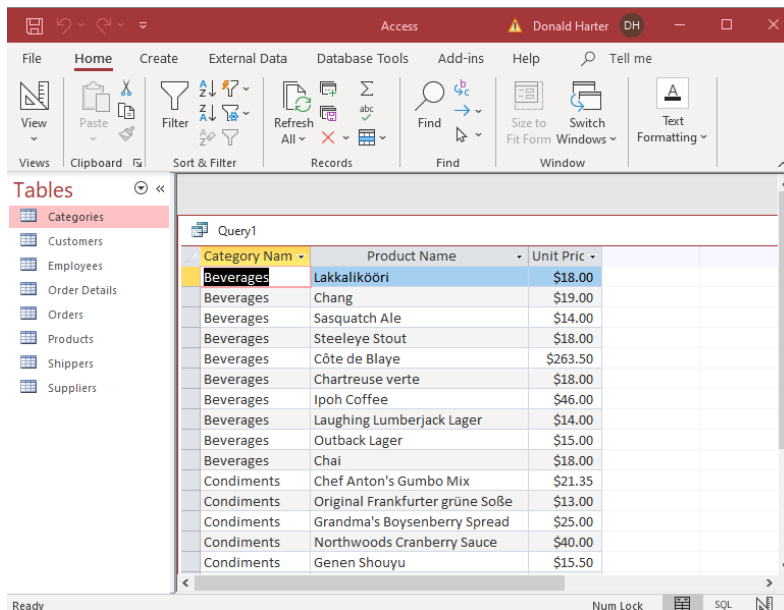 Access
Donald Harter DH
File Home Create External Data Database Tools Add-ins Help Tell me
View Paste Filter Refresh All abc Find Size to Fit Form Switch Windows A Text Formatting
Views Clipboard Sort & Filter Records Find Window
Tables
Categories
Customers
Employees
Order Details
Orders
Products
Shippers
Suppliers
Query1
Category Nam Product Name Unit Pric
Beverages Lakkalikööri $18.00
Beverages Chang $19.00
Beverages Sasquatch Ale $14.00
Beverages Steeleye Stout $18.00
Beverages Côte de Blaye $263.50
Beverages Chartreuse verte $18.00
Beverages Ipoh Coffee $46.00
Beverages Laughing Lumberjack Lager $14.00
Beverages Outback Lager $15.00
Beverages Chai $18.00
Condiments Chef Anton's Gumbo Mix $21.35
Condiments Original Frankfurter grüne Soße $13.00
Condiments Grandma's Boysenberry Spread $25.00
Condiments Northwoods Cranberry Sauce $40.00
Condiments Genen Shouyu $15.50
Ready Num Lock SQL